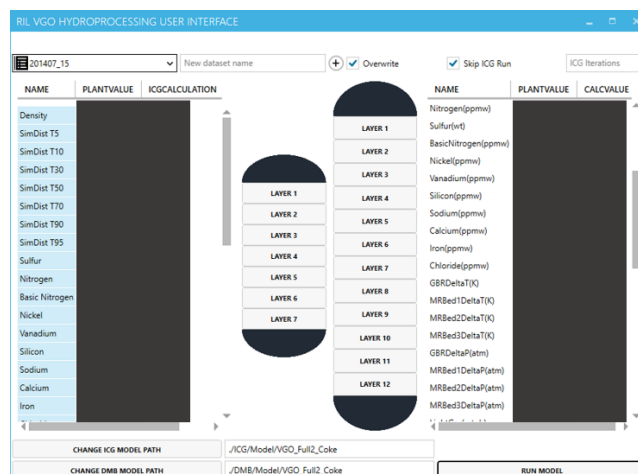 RIL VGO HYDROPROCESSING USER INTERFACE
201407_15
New dataset name
Overwrite
Skip ICG Run
ICG Iterations
NAME PLANTVALUE ICGCALCULATION
Density
SimDist T5
SimDist T10
SimDist T30
SimDist T50
SimDist T70
SimDist T90
SimDist T95
Sulfur
Nitrogen
Basic Nitrogen
Nickel
Vanadium
Silicon
Sodium
Calcium
Iron
LAYER 1
LAYER 2
LAYER 3
LAYER 4
LAYER 5
LAYER 6
LAYER 7
LAYER 1
LAYER 2
LAYER 3
LAYER 4
LAYER 5
LAYER 6
LAYER 7
LAYER 8
LAYER 9
LAYER 10
LAYER 11
LAYER 12
NAME PLANTVALUE CALCVALUE
Nitrogen(ppmw)
Sulfur(wt)
BasicNitrogen(ppmw)
Nickel(ppmw)
Vanadium(ppmw)
Silicon(ppmw)
Sodium(ppmw)
Calcium(ppmw)
Iron(ppmw)
Chloride(ppmw)
GBRDeltaT(K)
MRBed1DeltaT(K)
MRBed2DeltaT(K)
MRBed3DeltaT(K)
GBRDeltaP(atm)
MRBed1DeltaP(atm)
MRBed2DeltaP(atm)
MRBed3DeltaP(atm)
CHANGE ICG MODEL PATH
./ICG/Model/VGO_Full2_Coke
CHANGE DMB MODEL PATH
./DMB/Model/VGO_Full2_Coke
RUN MODEL